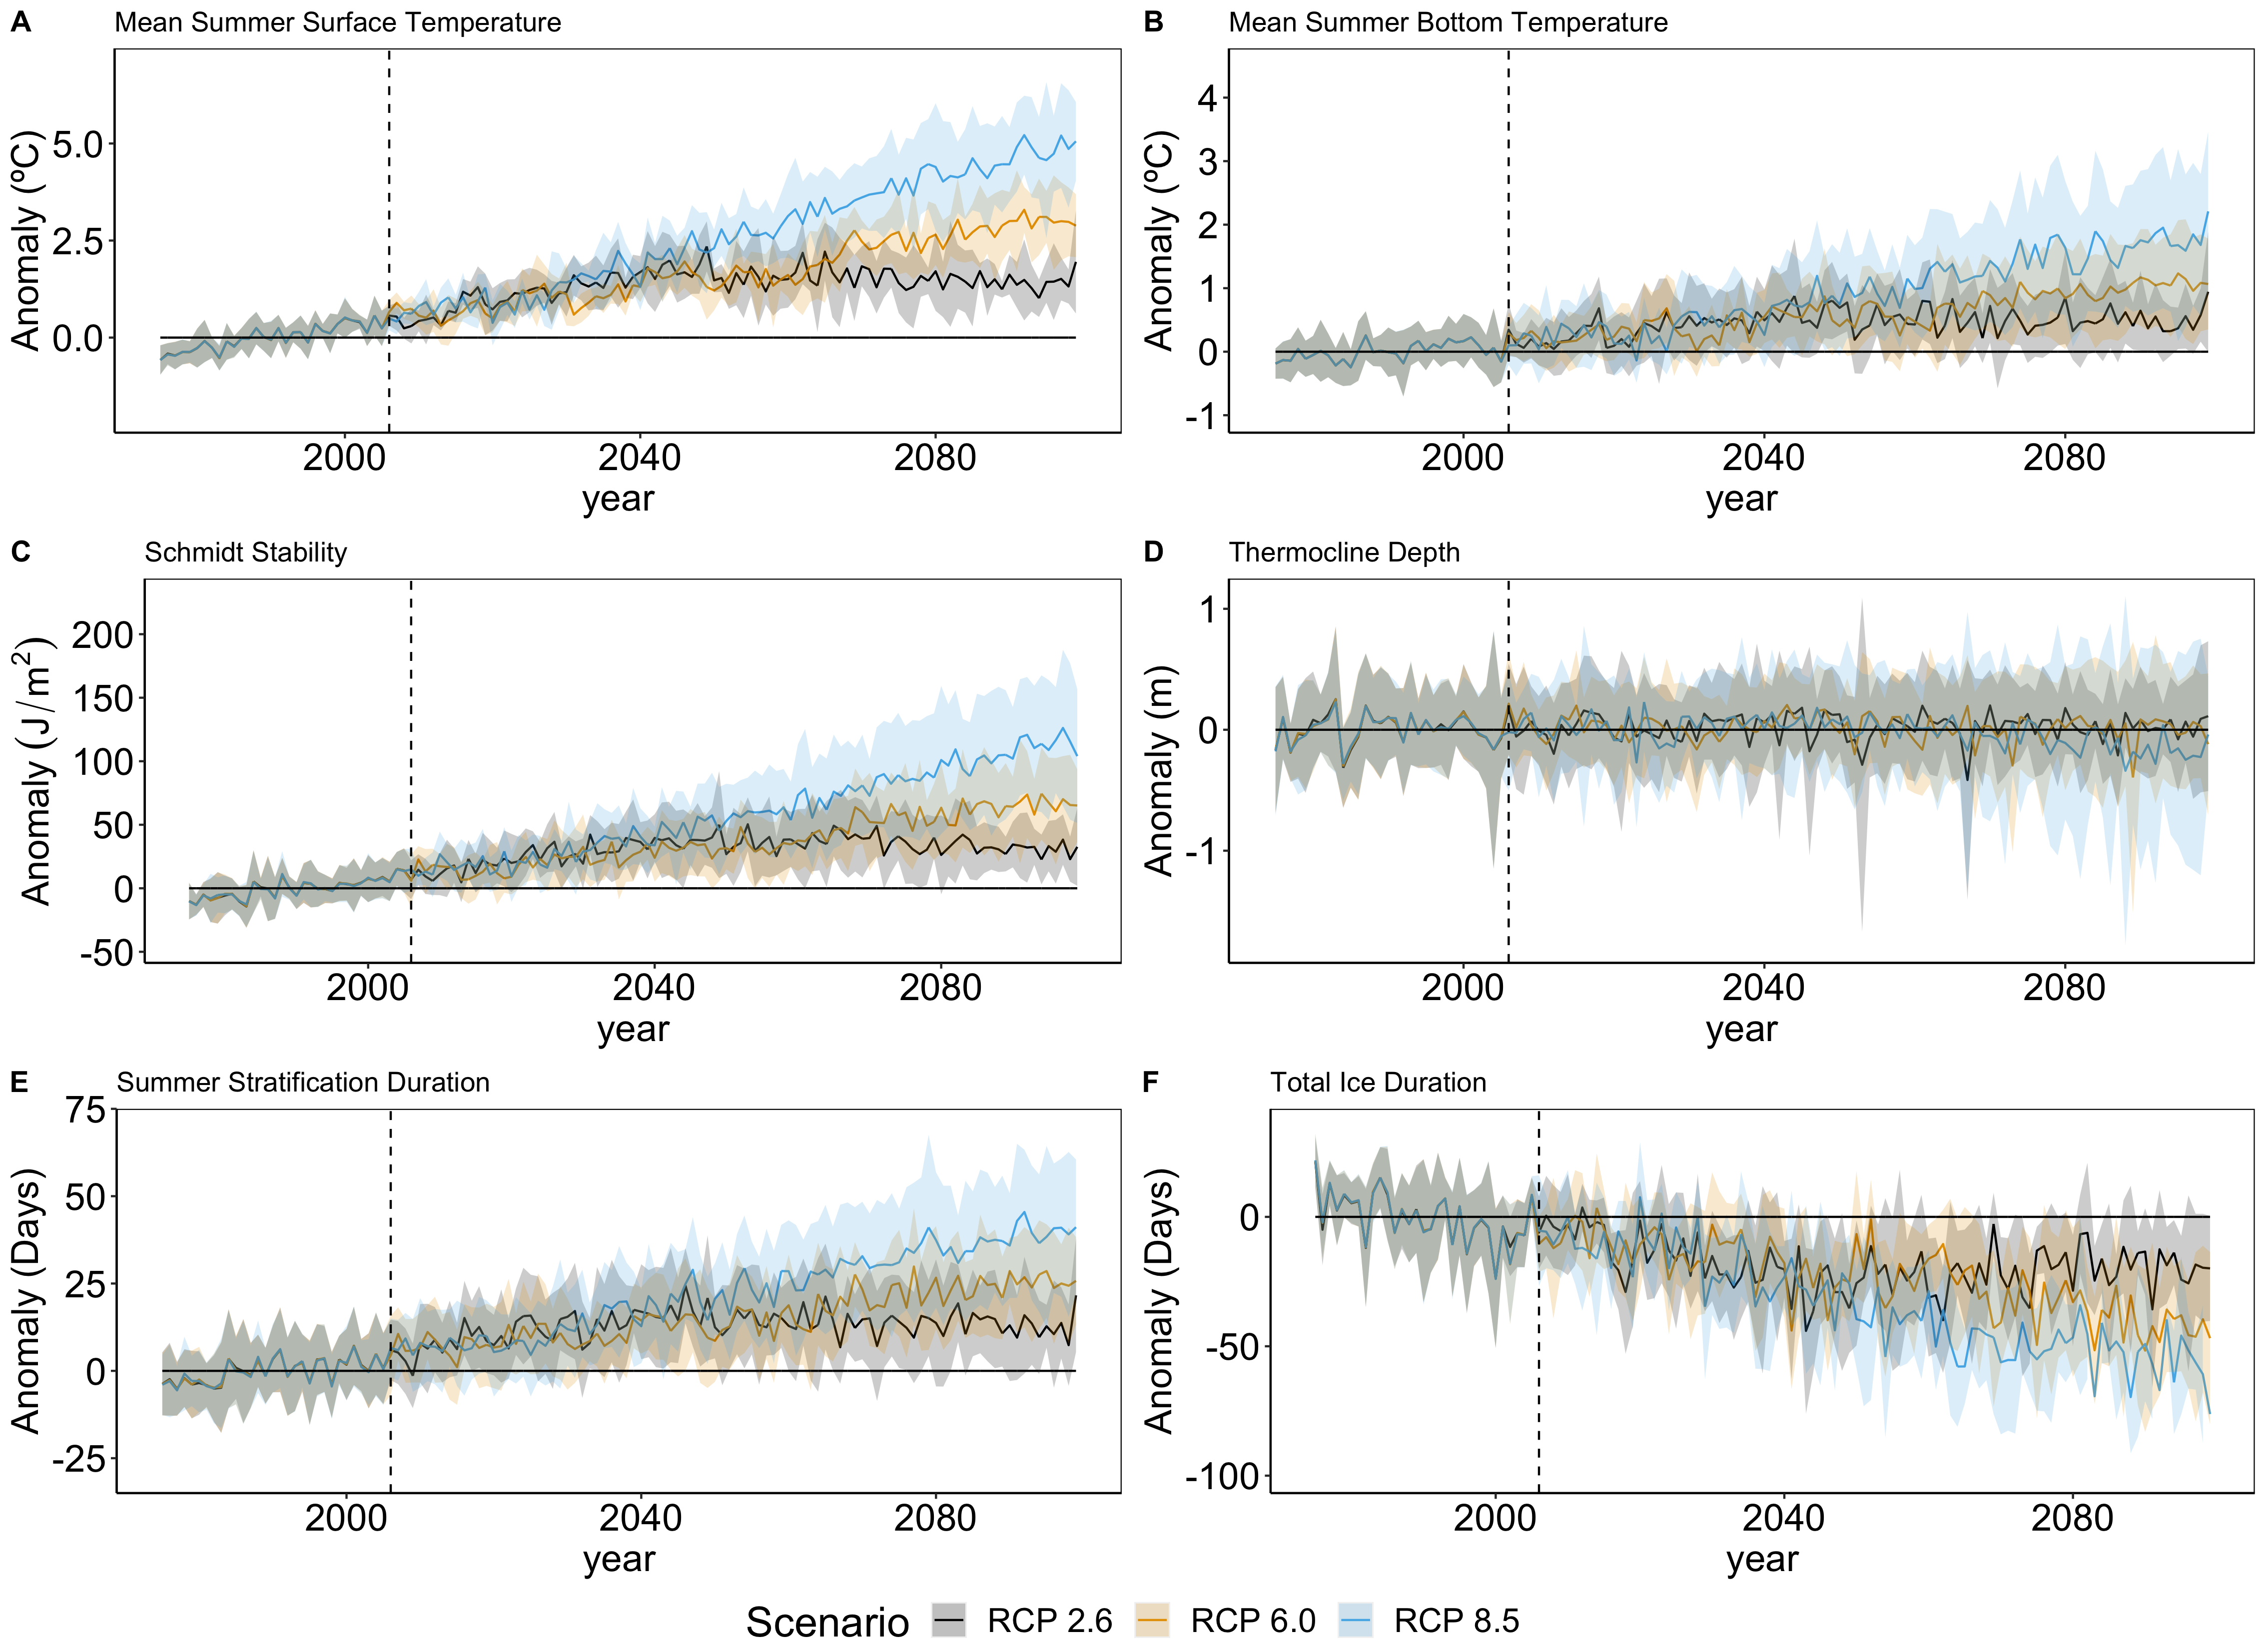 A Mean Summer Surface Temperature
Anomaly (ºC)
5.0
2.5
0.0
2000 2040 2080
year
B Mean Summer Bottom Temperature
Anomaly (ºC)
4
3
2
1
0
-1
2000 2040 2080
year
C Schmidt Stability
Anomaly (J/m²)
200
150
100
50
0
-50
2000 2040 2080
year
D Thermocline Depth
Anomaly (m)
1
0
-1
2000 2040 2080
year
E Summer Stratification Duration
Anomaly (Days)
75
50
25
0
-25
2000 2040 2080
year
F Total Ice Duration
Anomaly (Days)
0
-50
-100
2000 2040 2080
year
Scenario RCP 2.6 RCP 6.0 RCP 8.5